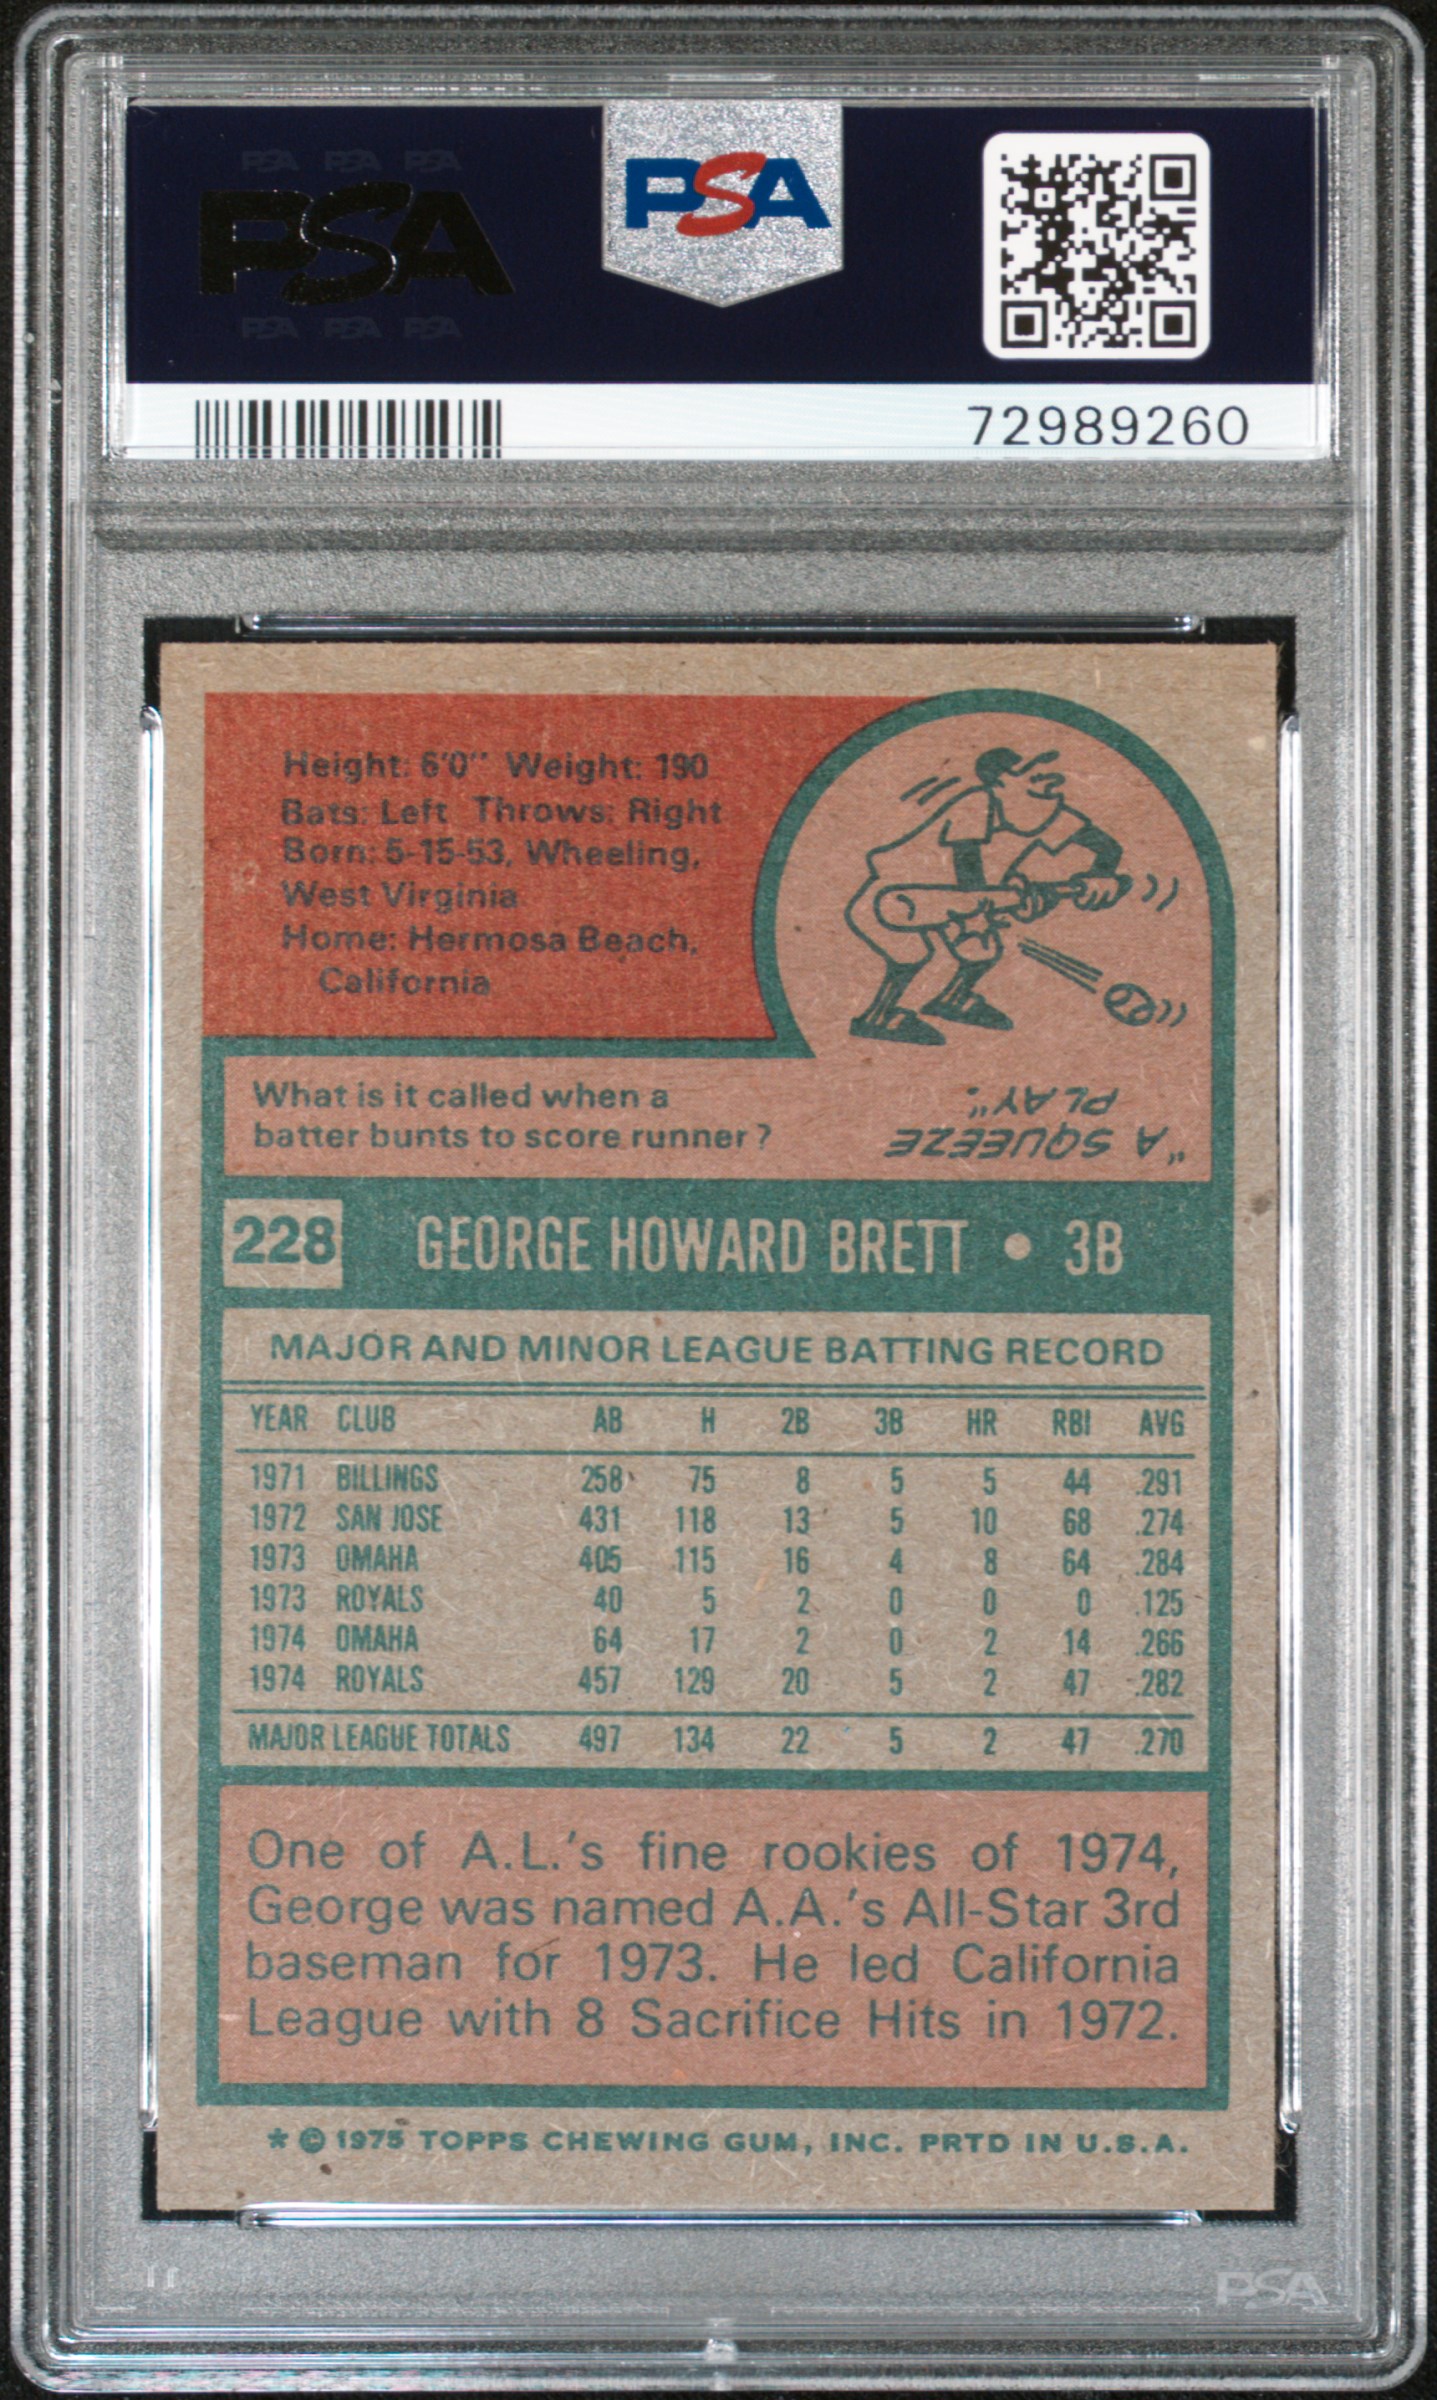 PSA PSA PSA
PSA
PSA PSA PSA
PSA
72989260
Height: 6'0" Weight: 190
Bats: Left Throws: Right
Born: 5-15-53, Wheeling,
West Virginia
Home: Hermosa Beach,
California
What is it called when a
batter bunts to score runner?
"A SQUEEZE
PLAY".
228 GEORGE HOWARD BRETT • 3B
MAJOR AND MINOR LEAGUE BATTING RECORD
YEAR CLUB AB H 2B 3B HR RBI AVG
1971 BILLINGS 258 75 8 5 5 44 .291
1972 SAN JOSE 431 118 13 5 10 68 .274
1973 OMAHA 405 115 16 4 8 64 .284
1973 ROYALS 40 5 2 0 0 0 .125
1974 OMAHA 64 17 2 0 2 14 .266
1974 ROYALS 457 129 20 5 2 47 .282
MAJOR LEAGUE TOTALS 497 134 22 5 2 47 .270
One of A.L.'s fine rookies of 1974,
George was named A.A.'s All-Star 3rd
baseman for 1973. He led California
League with 8 Sacrifice Hits in 1972.
* © 1975 TOPPS CHEWING GUM, INC. PRTD IN U.S.A.
PSA